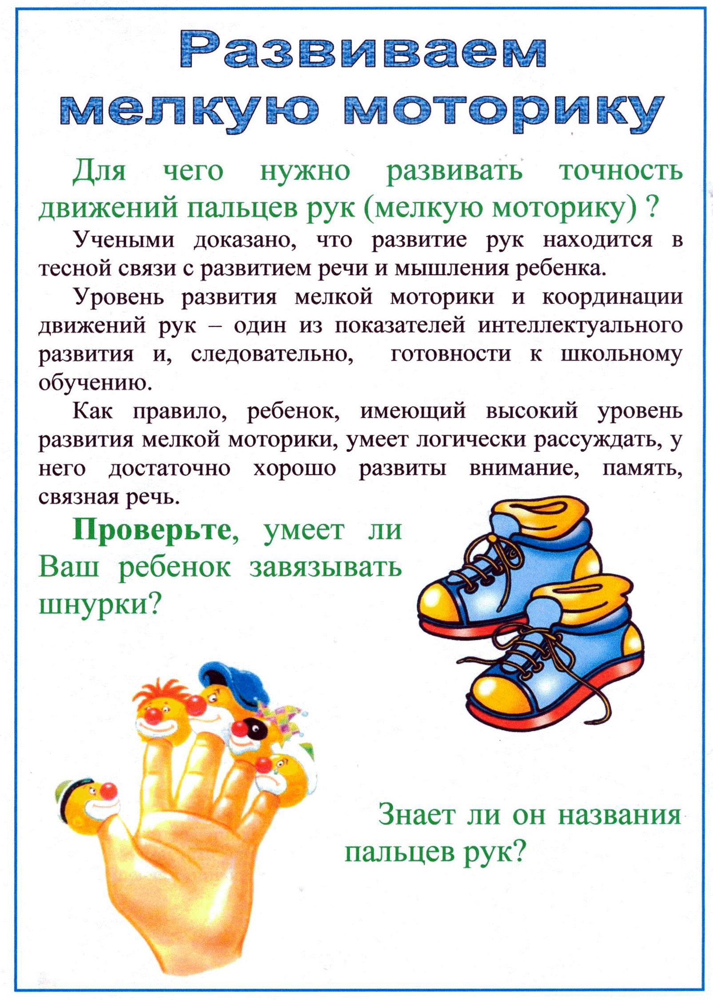 Развиваем
мелкую моторику
Для чего нужно развивать точность
движений пальцев рук (мелкую моторику) ?
Учеными доказано, что развитие рук находится в
тесной связи с развитием речи и мышления ребенка.
Уровень развития мелкой моторики и координации
движений рук – один из показателей интеллектуального
развития и, следовательно, готовности к школьному
обучению.
Как правило, ребенок, имеющий высокий уровень
развития мелкой моторики, умеет логически рассуждать, у
него достаточно хорошо развиты внимание, память,
связная речь.
Проверьте, умеет ли
Ваш ребенок завязывать
шнурки?
Знает ли он названия
пальцев рук?